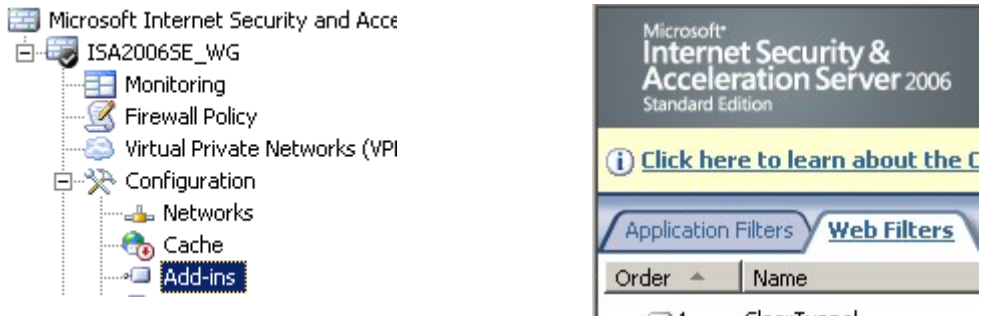 Microsoft Internet Security and Acce
ISA2006SE_WG
Monitoring
Firewall Policy
Virtual Private Networks (VPI
Configuration
Networks
Cache
Add-ins
Microsoft
Internet Security &
Acceleration Server 2006
Standard Edition
Click here to learn about the C
Application Filters Web Filters
Order Name
1 ClearTunnel